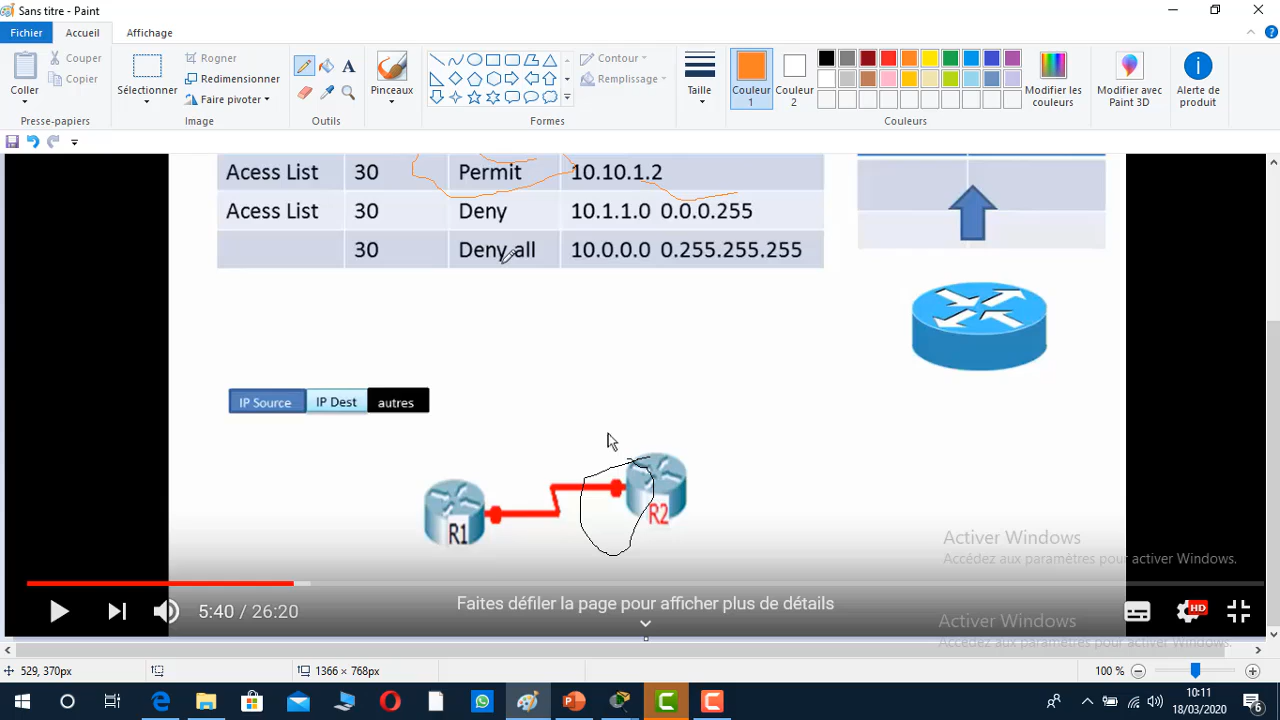 Sans titre - Paint
Fichier Accueil Affichage
Coller
Couper
Copier
Presse-papiers
Sélectionner
Rogner
Redimensionner
Faire pivoter
Image
A
Outils
Pinceaux
Contour
Remplissage
Formes
Taille
Couleur 1
Couleur 2
Modifier les couleurs
Couleurs
Modifier avec Paint 3D
Alerte de produit
Acess List 30 Permit 10.10.1.2
Acess List 30 Deny 10.1.1.0 0.0.0.255
30 Deny all 10.0.0.0 0.255.255.255
IP Source IP Dest autres
R1
R2
Activer Windows
Accédez aux paramètres pour activer Windows.
5:40 / 26:20
Faites défiler la page pour afficher plus de détails
HD
Activer Windows
Accédez aux paramètres pour activer Windows.
529, 370px
1366 × 768px
100 %
10:11
18/03/2020
6